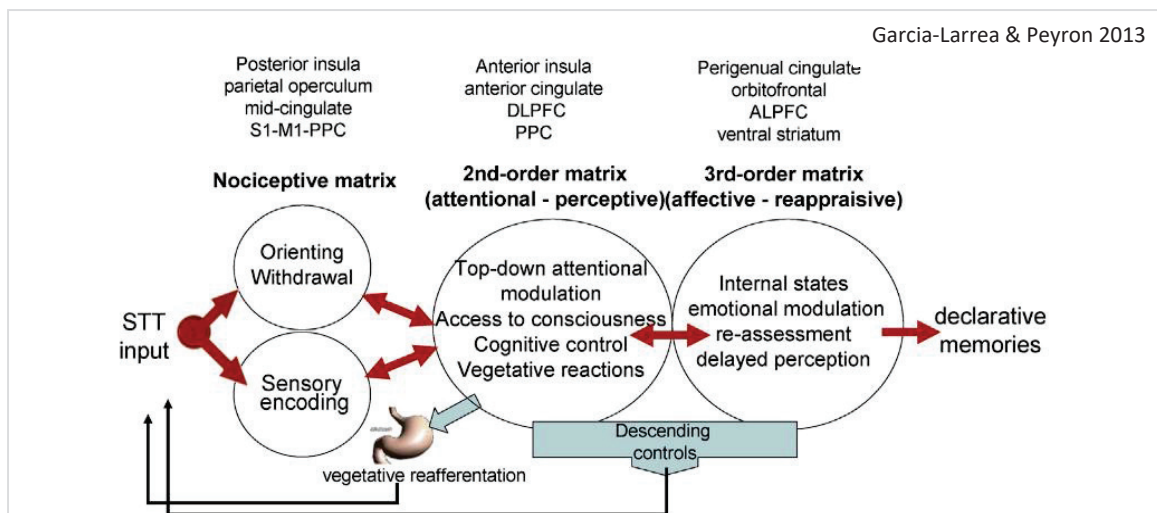 Garcia-Larrea & Peyron 2013
Posterior insula
parietal operculum
mid-cingulate
S1-M1-PPC
Anterior insula
anterior cingulate
DLPFC
PPC
Perigenual cingulate
orbitofrontal
ALPFC
ventral striatum
Nociceptive matrix
2nd-order matrix
(attentional - perceptive)
3rd-order matrix
(affective - reappraisive)
Orienting
Withdrawal
STT
input
Sensory
encoding
Top-down attentional
modulation
Access to consciousness
Cognitive control
Vegetative reactions
Internal states
emotional modulation
re-assessment
delayed perception
declarative
memories
vegetative reafferentation
Descending
controls